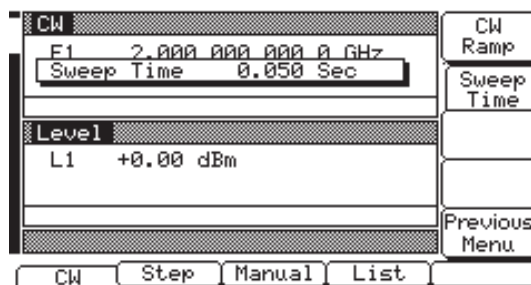 CW
F1 2.000 000 000 0 GHz
Sweep Time 0.050 Sec
Level
L1 +0.00 dBm
CW
Ramp
Sweep
Time
Previous
Menu
CW Step Manual List